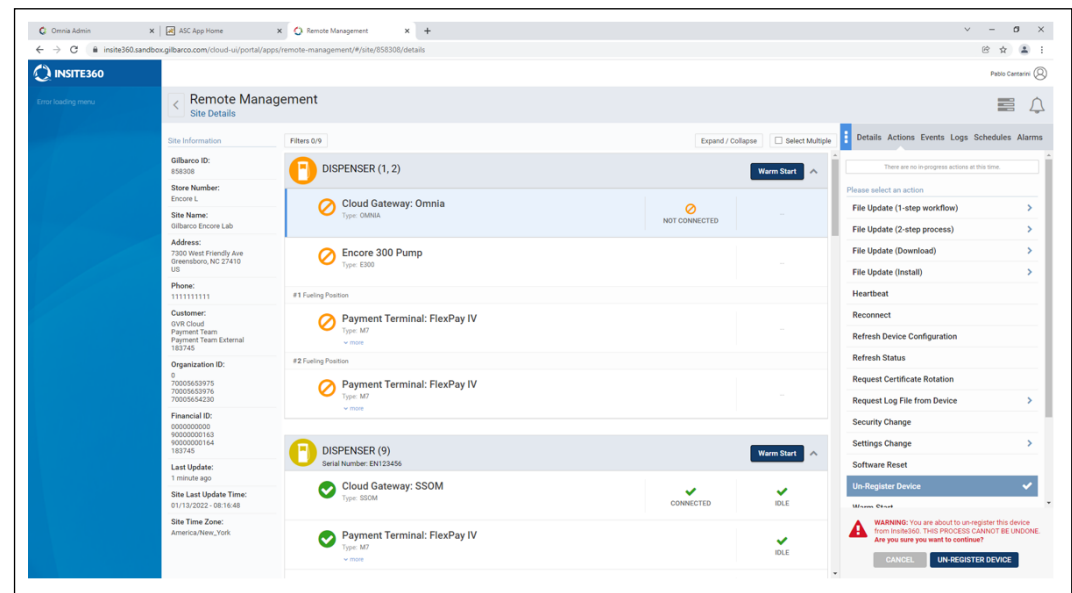 Omnia Admin
ASC App Home
Remote Management
insite360.sandbox.gilbarco.com/cloud-ui/portal/apps/remote-management/#/site/858308/details
INSITE360
Pablo Cantarini
Error loading menu
Remote Management
Site Details
Site Information
Gilbarco ID:
858308
Store Number:
Encore L
Site Name:
Gilbarco Encore Lab
Address:
7300 West Friendly Ave
Greensboro, NC 27410
US
Phone:
1111111111
Customer:
GVR Cloud
Payment Team
Payment Team External
183745
Organization ID:
0
70005653975
70005653976
70005654230
Financial ID:
0000000000
90000000163
90000000164
183745
Last Update:
1 minute ago
Site Last Update Time:
01/13/2022 - 08:16:48
Site Time Zone:
America/New_York
Filters 0/9
Expand / Collapse
Select Multiple
DISPENSER (1, 2)
Warm Start
Cloud Gateway: Omnia
Type: OMNIA
NOT CONNECTED
--
Encore 300 Pump
Type: E300
--
#1 Fueling Position
Payment Terminal: FlexPay IV
Type: M7
more
--
#2 Fueling Position
Payment Terminal: FlexPay IV
Type: M7
more
--
DISPENSER (9)
Serial Number: EN123456
Warm Start
Cloud Gateway: SSOM
Type: SSOM
CONNECTED
IDLE
Payment Terminal: FlexPay IV
Type: M7
more
IDLE
Details Actions Events Logs Schedules Alarms
There are no in-progress actions at this time.
Please select an action
File Update (1-step workflow)
File Update (2-step process)
File Update (Download)
File Update (Install)
Heartbeat
Reconnect
Refresh Device Configuration
Refresh Status
Request Certificate Rotation
Request Log File from Device
Security Change
Settings Change
Software Reset
Un-Register Device
Warm Start
WARNING: You are about to un-register this device
from Insite360. THIS PROCESS CANNOT BE UNDONE.
Are you sure you want to continue?
CANCEL
UN-REGISTER DEVICE